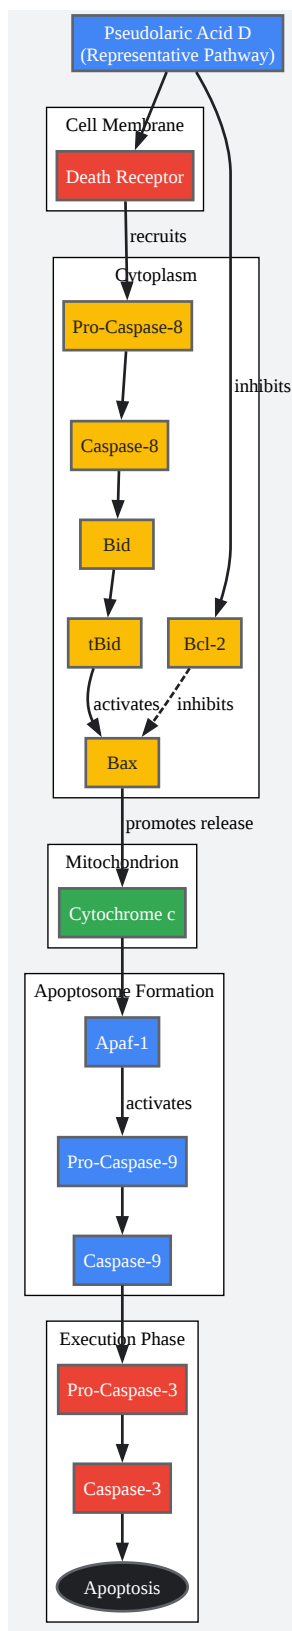 Pseudolaric Acid D
(Representative Pathway)
Cell Membrane
Death Receptor
recruits
Cytoplasm
Pro-Caspase-8
inhibits
Caspase-8
Bid
tBid
Bcl-2
activates
inhibits
Bax
promotes release
Mitochondrion
Cytochrome c
Apoptosome Formation
Apaf-1
activates
Pro-Caspase-9
Caspase-9
Execution Phase
Pro-Caspase-3
Caspase-3
Apoptosis